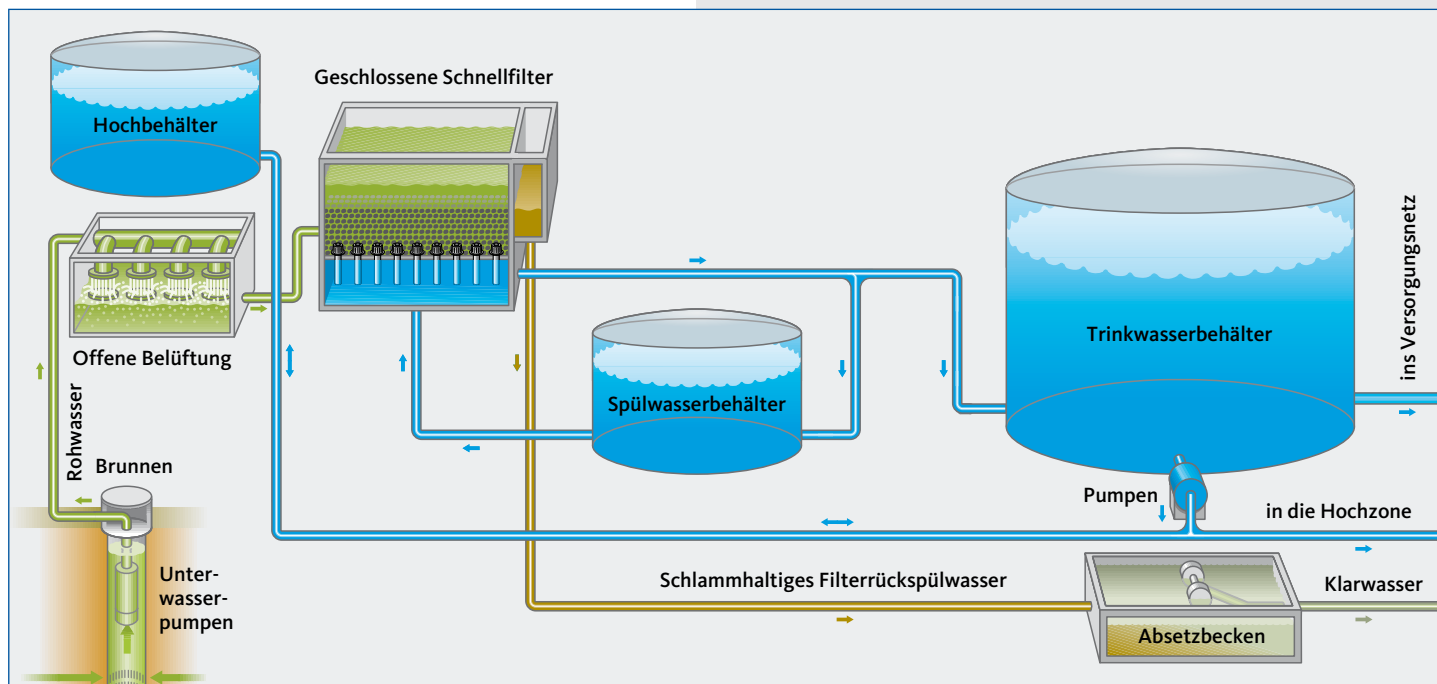 Geschlossene Schnellfilter
Hochbehälter
Offene Belüftung
Rohwasser
Brunnen
Unter-
wasser-
pumpen
Spülwasserbehälter
Trinkwasserbehälter
ins Versorgungsnetz
Pumpen
in die Hochzone
Schlammhaltiges Filterrückspülwasser
Klarwasser
Absetzbecken